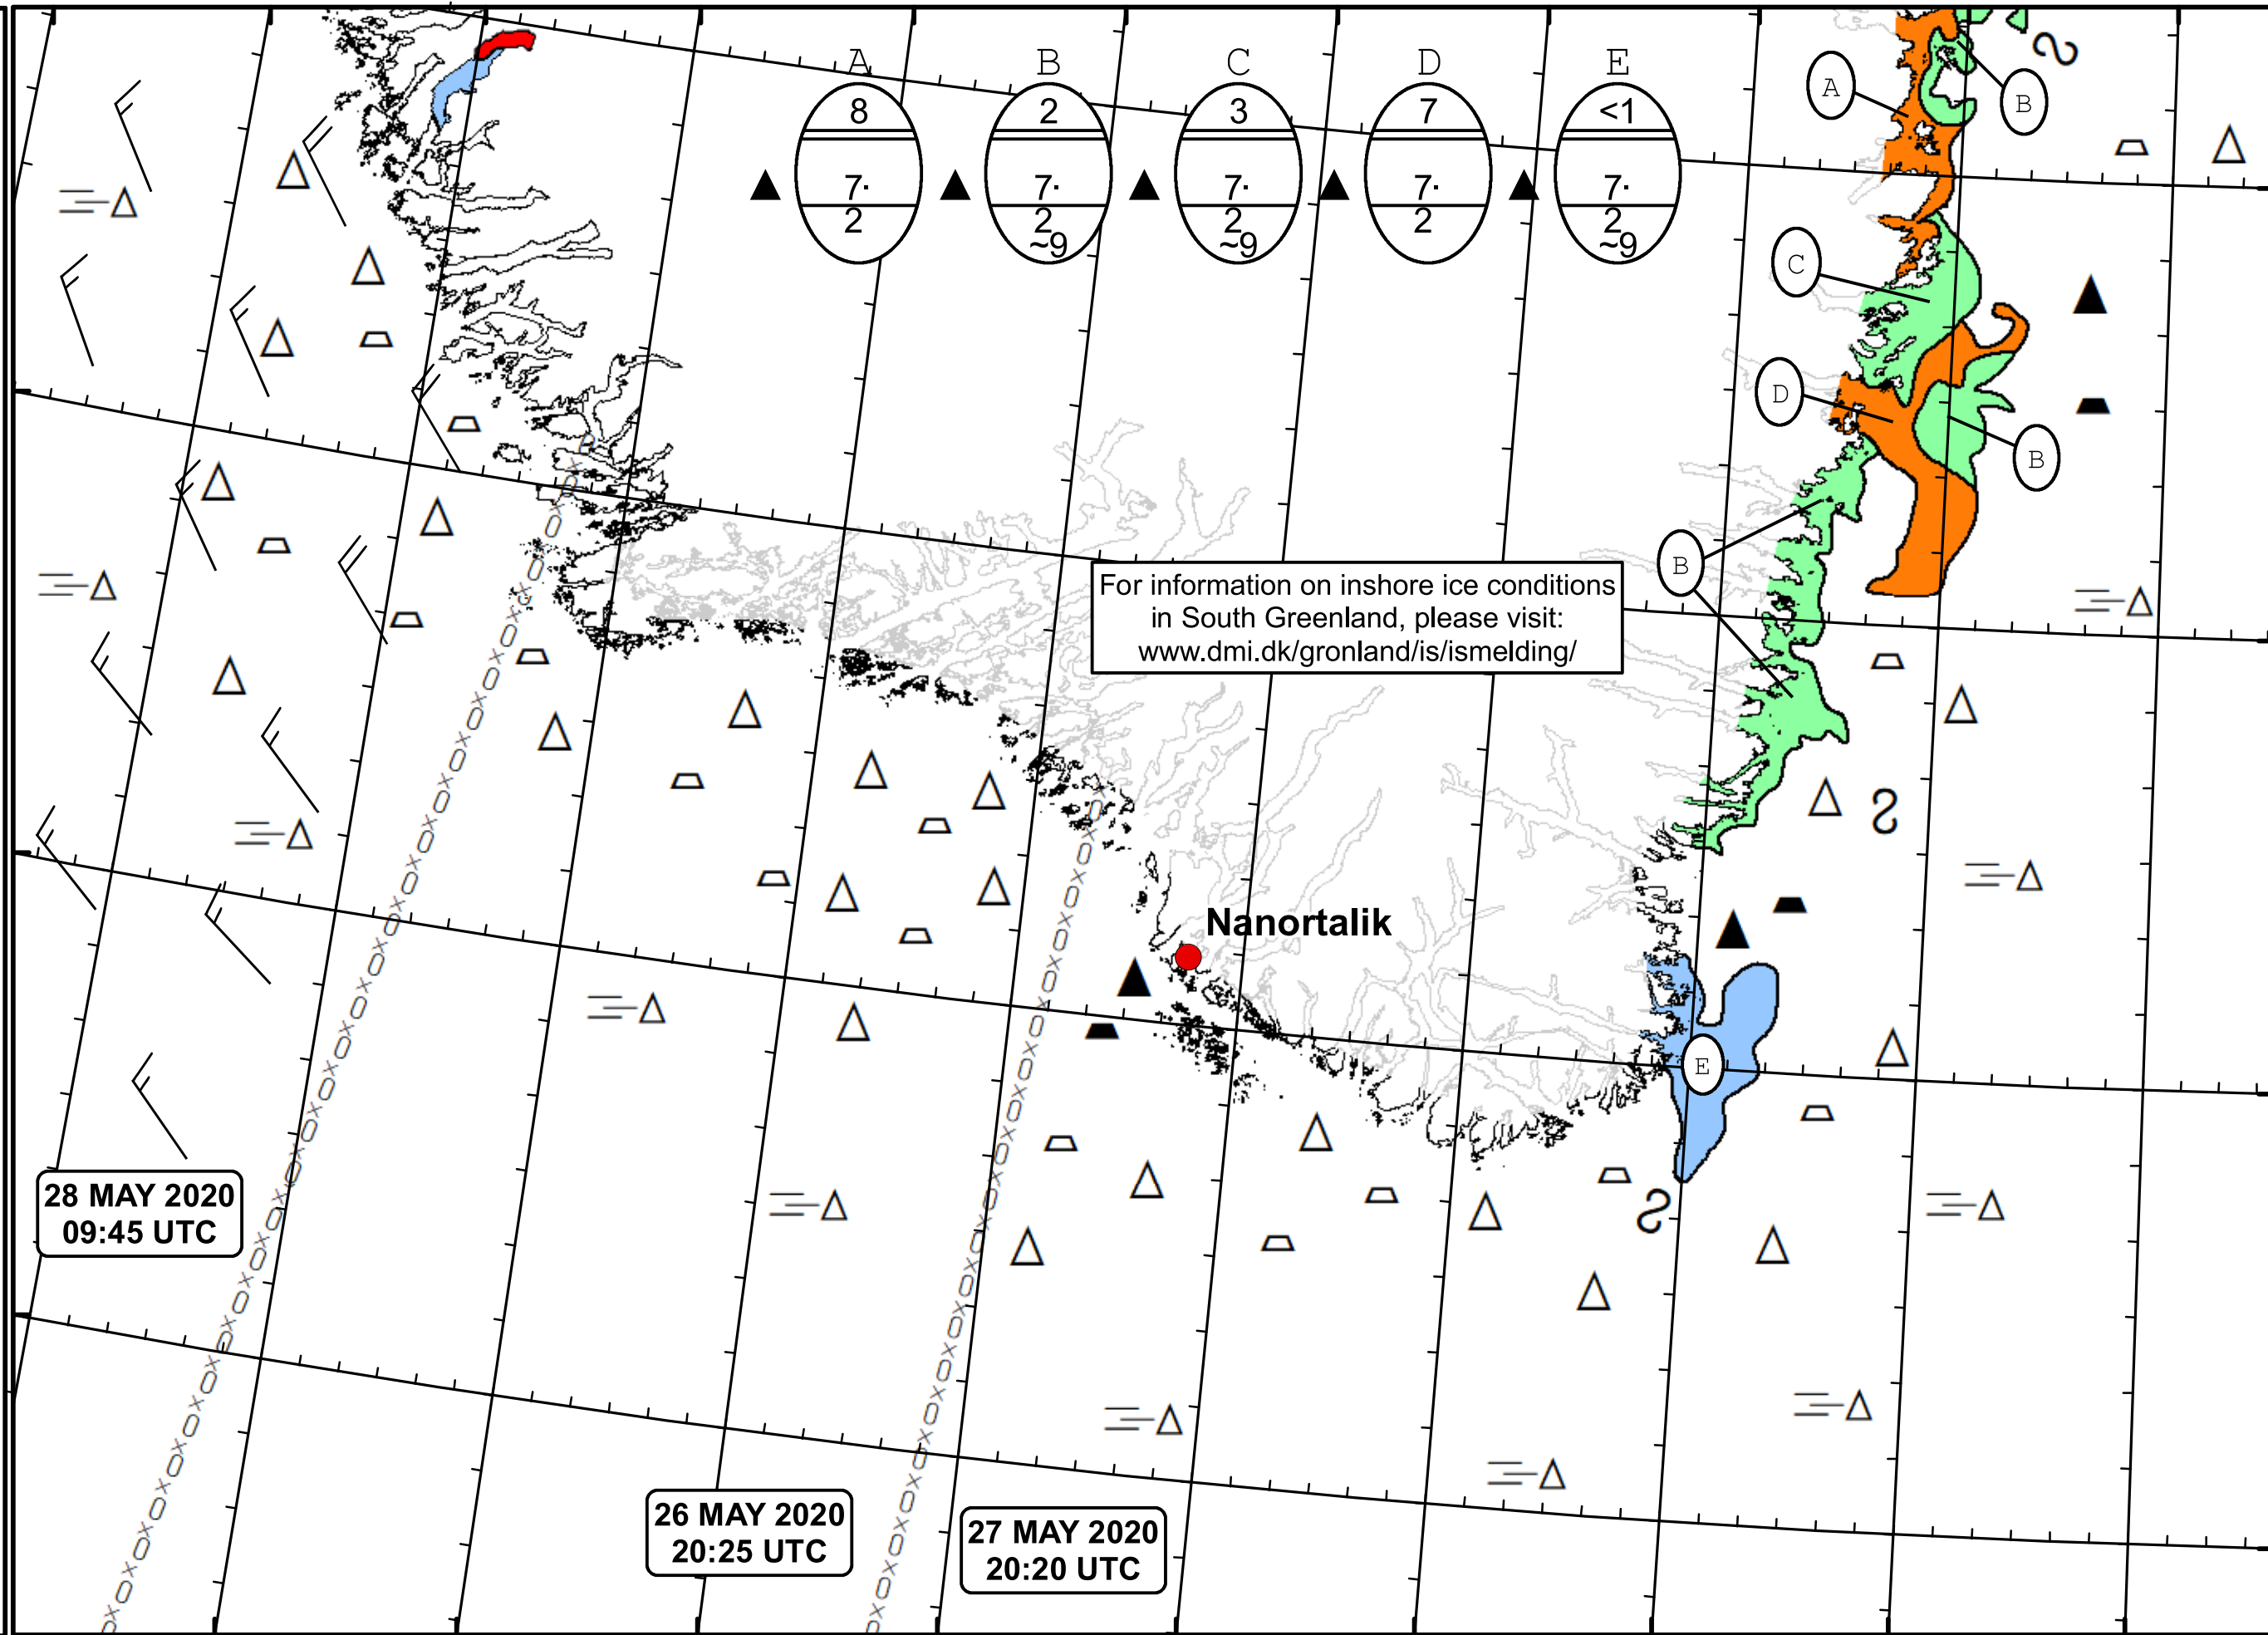 A B C D E
8 2 3 7 <1
7· 7· 7· 7· 7·
2 2 2 2 2
~9 ~9 ~9
A
B
C
D
B
B
For information on inshore ice conditions
in South Greenland, please visit:
www.dmi.dk/gronland/is/ismelding/
Nanortalik
E
28 MAY 2020
09:45 UTC
26 MAY 2020
20:25 UTC
27 MAY 2020
20:20 UTC